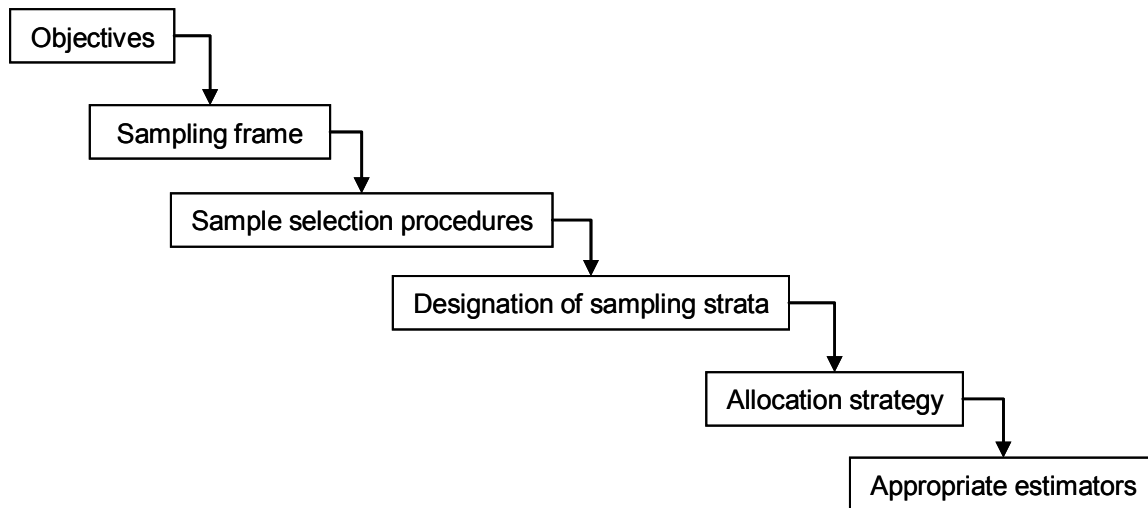 Objectives
Sampling frame
Sample selection procedures
Designation of sampling strata
Allocation strategy
Appropriate estimators